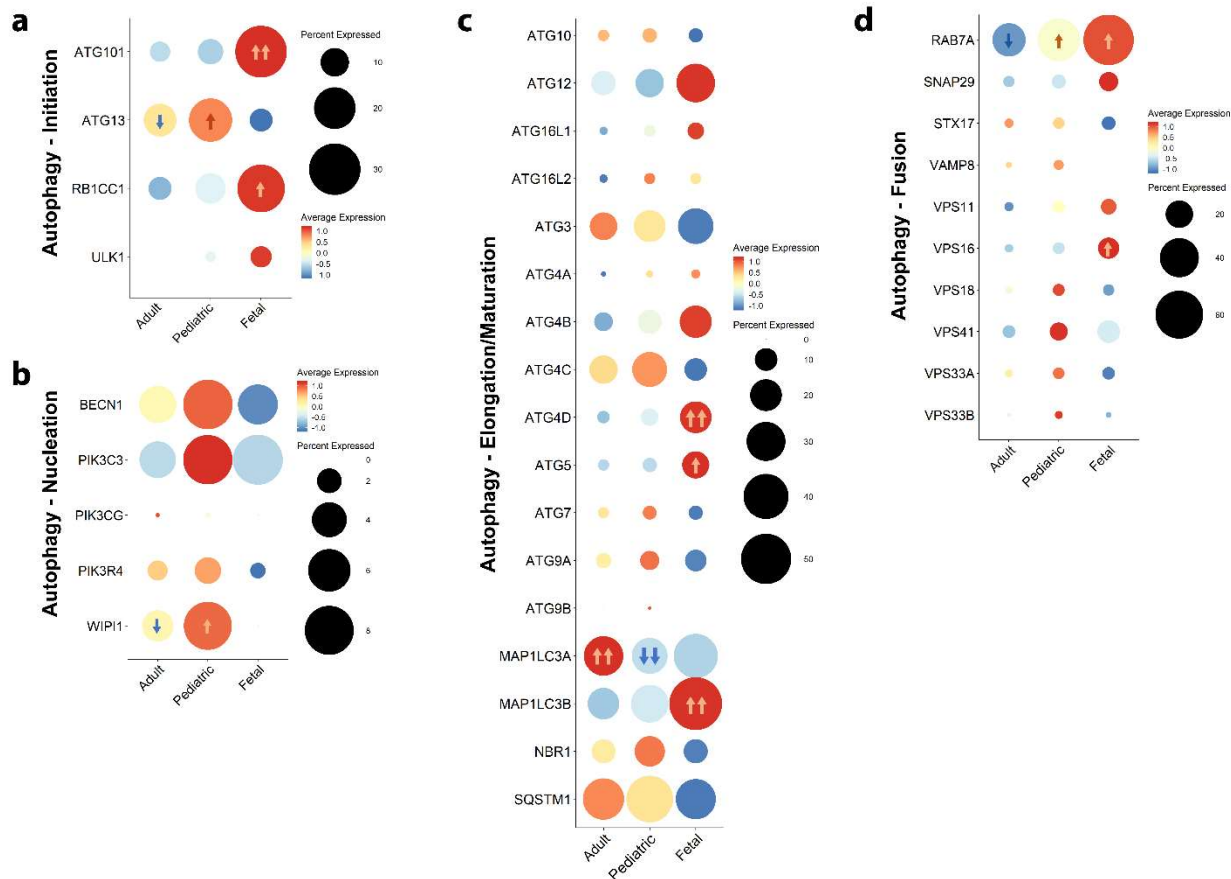 a
Autophagy - Initiation
ATG101
ATG13
RB1CC1
ULK1
Adult
Pediatric
Fetal
Percent Expressed
10
20
30
Average Expression
1.0
0.5
0.0
-0.5
1.0
b
Autophagy - Nucleation
BECN1
PIK3C3
PIK3CG
PIK3R4
WIPI1
Adult
Pediatric
Fetal
Average Expression
1.0
0.5
0.0
-0.5
-1.0
Percent Expressed
0
2
4
6
8
c
Autophagy - Elongation/Maturation
ATG10
ATG12
ATG16L1
ATG16L2
ATG3
ATG4A
ATG4B
ATG4C
ATG4D
ATG5
ATG7
ATG9A
ATG9B
MAP1LC3A
MAP1LC3B
NBR1
SQSTM1
Adult
Pediatric
Fetal
Average Expression
1.0
0.5
0.0
-0.5
-1.0
Percent Expressed
0
10
20
30
40
50
d
Autophagy - Fusion
RAB7A
SNAP29
STX17
VAMP8
VPS11
VPS16
VPS18
VPS41
VPS33A
VPS33B
Adult
Pediatric
Fetal
Average Expression
1.0
0.5
0.0
-0.5
-1.0
Percent Expressed
20
40
60